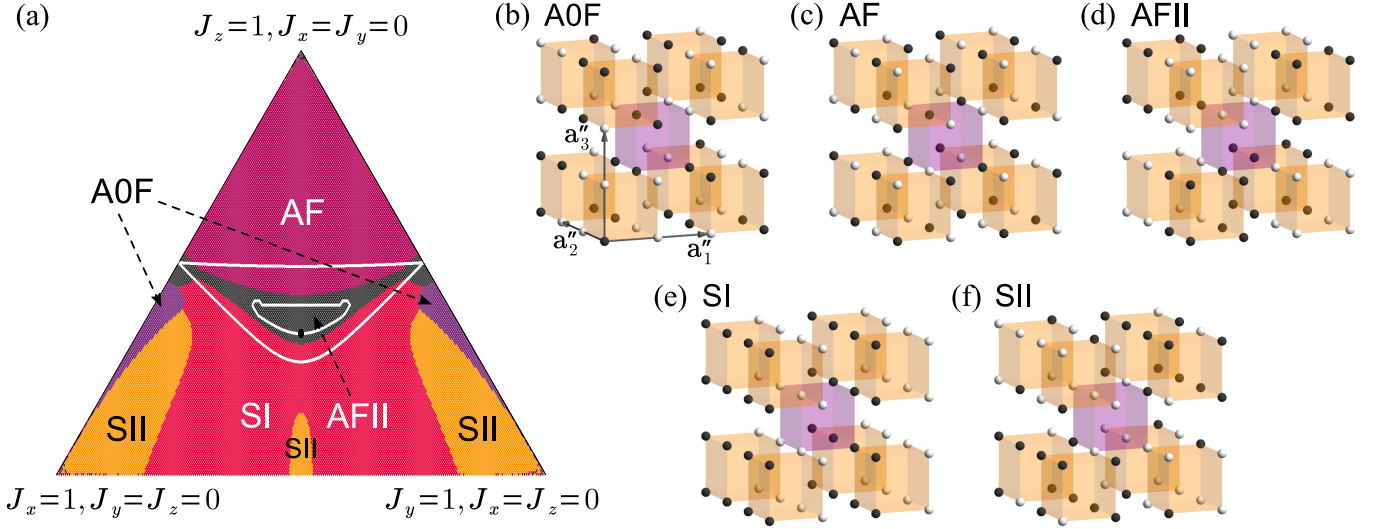 (a)
J_z=1, J_x=J_y=0
A0F
AF
SI
AFII
SII
SII
SII
J_x=1, J_y=J_z=0
J_y=1, J_x=J_z=0
(b) A0F
a″_3
a″_2
a″_1
(c) AF
(d) AFII
(e) SI
(f) SII